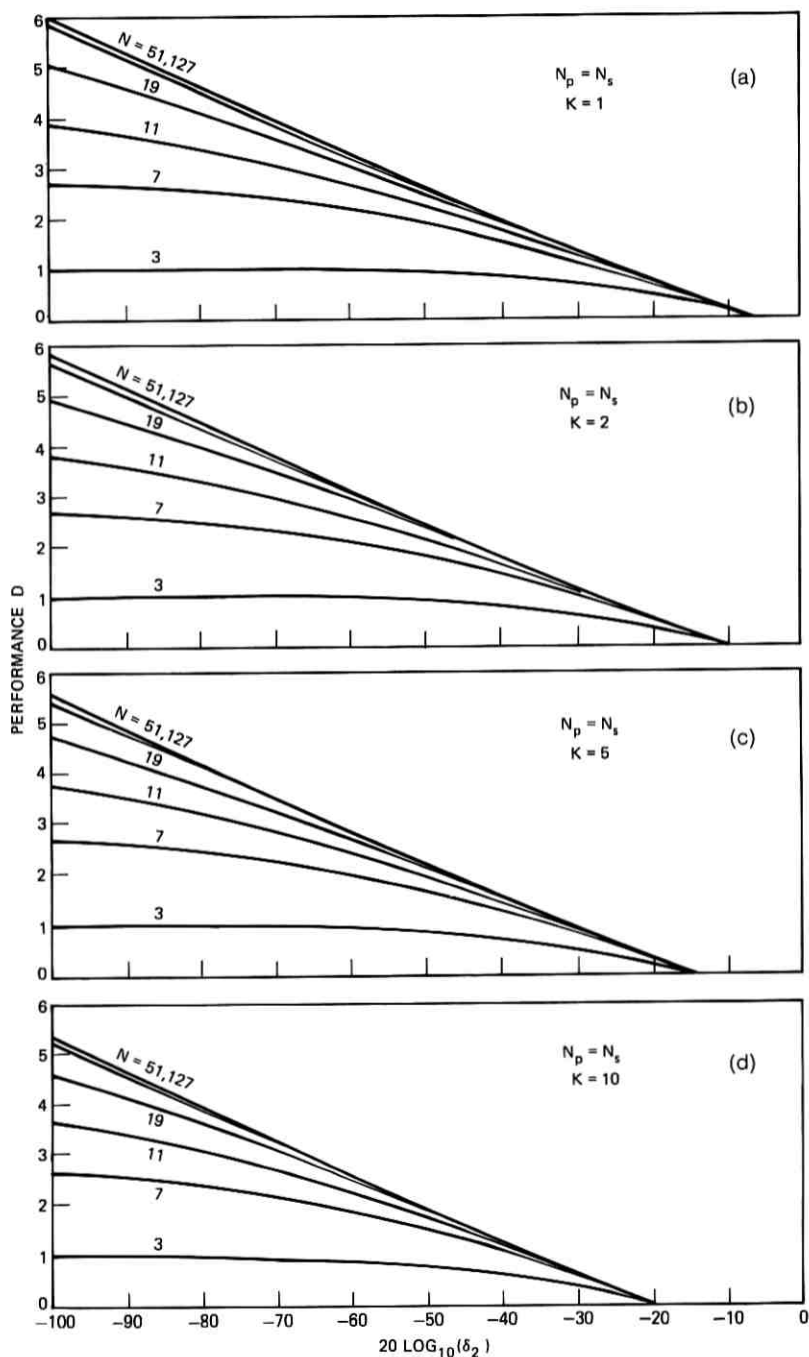 PERFORMANCE D
6
5
4
3
2
1
0
N = 51,127
19
11
7
3
N_p = N_s
K = 1
(a)
6
5
4
3
2
1
0
N = 51,127
19
11
7
3
N_p = N_s
K = 2
(b)
6
5
4
3
2
1
0
N = 51,127
19
11
7
3
N_p = N_s
K = 5
(c)
6
5
4
3
2
1
0
N = 51,127
19
11
7
3
N_p = N_s
K = 10
(d)
−100 −90 −80 −70 −60 −50 −40 −30 −20 −10 0
20 LOG₁₀(δ₂)